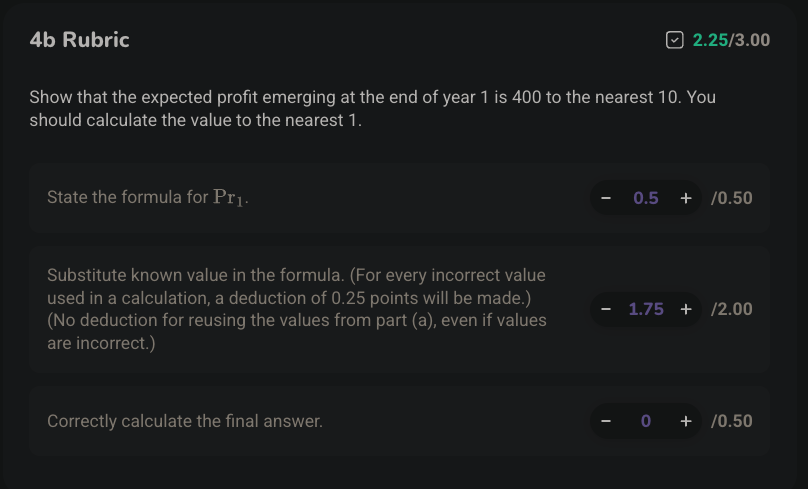 4b Rubric
2.25/3.00
Show that the expected profit emerging at the end of year 1 is 400 to the nearest 10. You
should calculate the value to the nearest 1.
State the formula for Pr₁.
− 0.5 + /0.50
Substitute known value in the formula. (For every incorrect value
used in a calculation, a deduction of 0.25 points will be made.)
(No deduction for reusing the values from part (a), even if values
are incorrect.)
− 1.75 + /2.00
Correctly calculate the final answer.
− 0 + /0.50